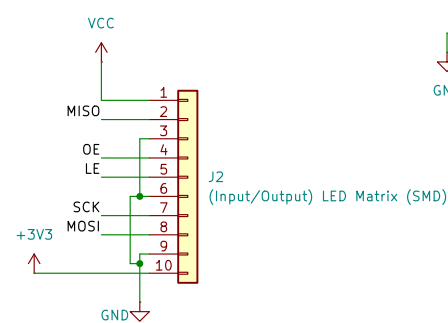 VCC
1
MISO 2
3
OE 4
LE 5
6
SCK 7
MOSI 8
9
10
J2
(Input/Output) LED Matrix (SMD)
+3V3
GND